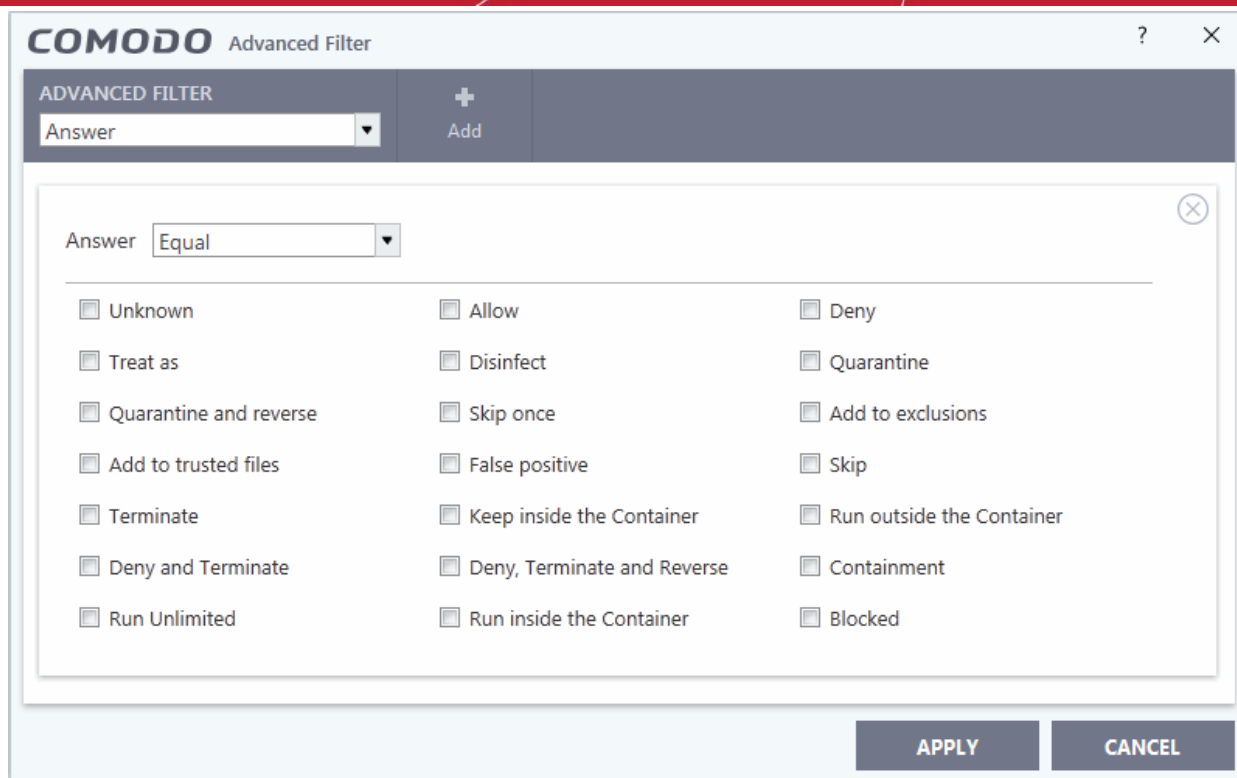 COMODO Advanced Filter ?
ADVANCED FILTER
Answer
Add
Answer Equal
Unknown Allow Deny
Treat as Disinfect Quarantine
Quarantine and reverse Skip once Add to exclusions
Add to trusted files False positive Skip
Terminate Keep inside the Container Run outside the Container
Deny and Terminate Deny, Terminate and Reverse Containment
Run Unlimited Run inside the Container Blocked
APPLY CANCEL